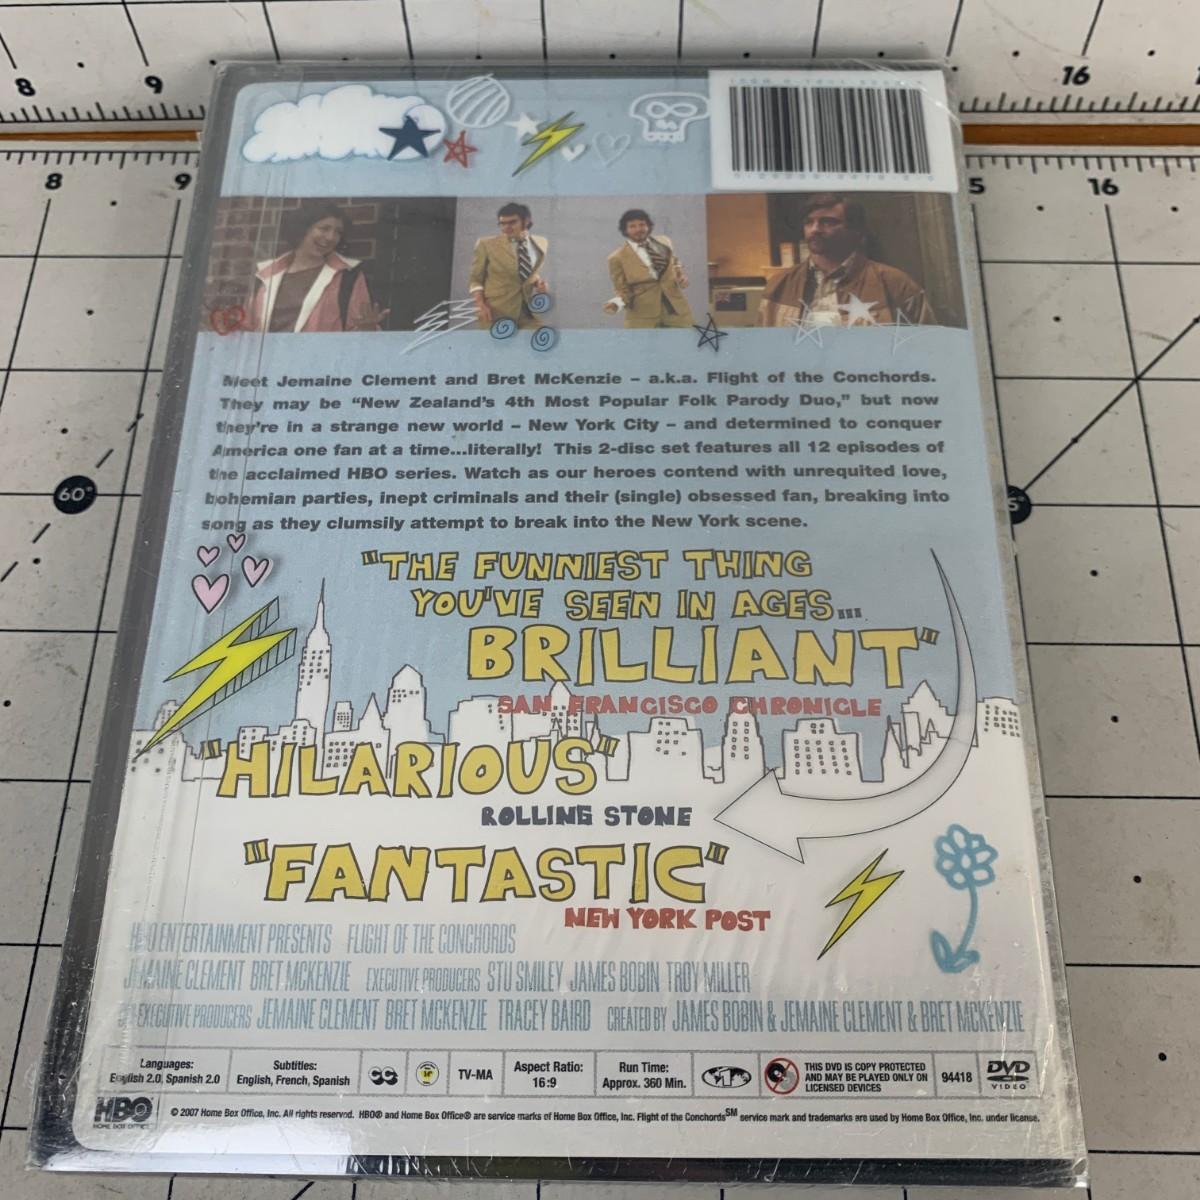 8 9 16
8 9 5 16
60°
Meet Jemaine Clement and Bret McKenzie – a.k.a. Flight of the Conchords.
They may be “New Zealand’s 4th Most Popular Folk Parody Duo,” but now
they’re in a strange new world – New York City – and determined to conquer
America one fan at a time...literally! This 2-disc set features all 12 episodes of
the acclaimed HBO series. Watch as our heroes contend with unrequited love,
bohemian parties, inept criminals and their (single) obsessed fan, breaking into
song as they clumsily attempt to break into the New York scene.
"THE FUNNIEST THING
YOU'VE SEEN IN AGES...
BRILLIANT"
SAN FRANCISCO CHRONICLE
"HILARIOUS"
ROLLING STONE
"FANTASTIC"
NEW YORK POST
HBO ENTERTAINMENT PRESENTS FLIGHT OF THE CONCHORDS
JEMAINE CLEMENT BRET MCKENZIE EXECUTIVE PRODUCERS STU SMILEY JAMES BOBIN TROY MILLER
EXECUTIVE PRODUCERS JEMAINE CLEMENT BRET MCKENZIE TRACEY BAIRD CREATED BY JAMES BOBIN & JEMAINE CLEMENT & BRET MCKENZIE
Languages:
English 2.0, Spanish 2.0
Subtitles:
English, French, Spanish
CC
14A
TV-MA
Aspect Ratio:
16:9
Run Time:
Approx. 360 Min.
1
THIS DVD IS COPY PROTECTED
AND MAY BE PLAYED ONLY ON
LICENSED DEVICES
94418
DVD
VIDEO
HBO
HOME BOX OFFICE
© 2007 Home Box Office, Inc. All rights reserved. HBO® and Home Box Office® are service marks of Home Box Office, Inc. Flight of the Conchords℠ service mark and trademarks are used by Home Box Office, Inc. under license.